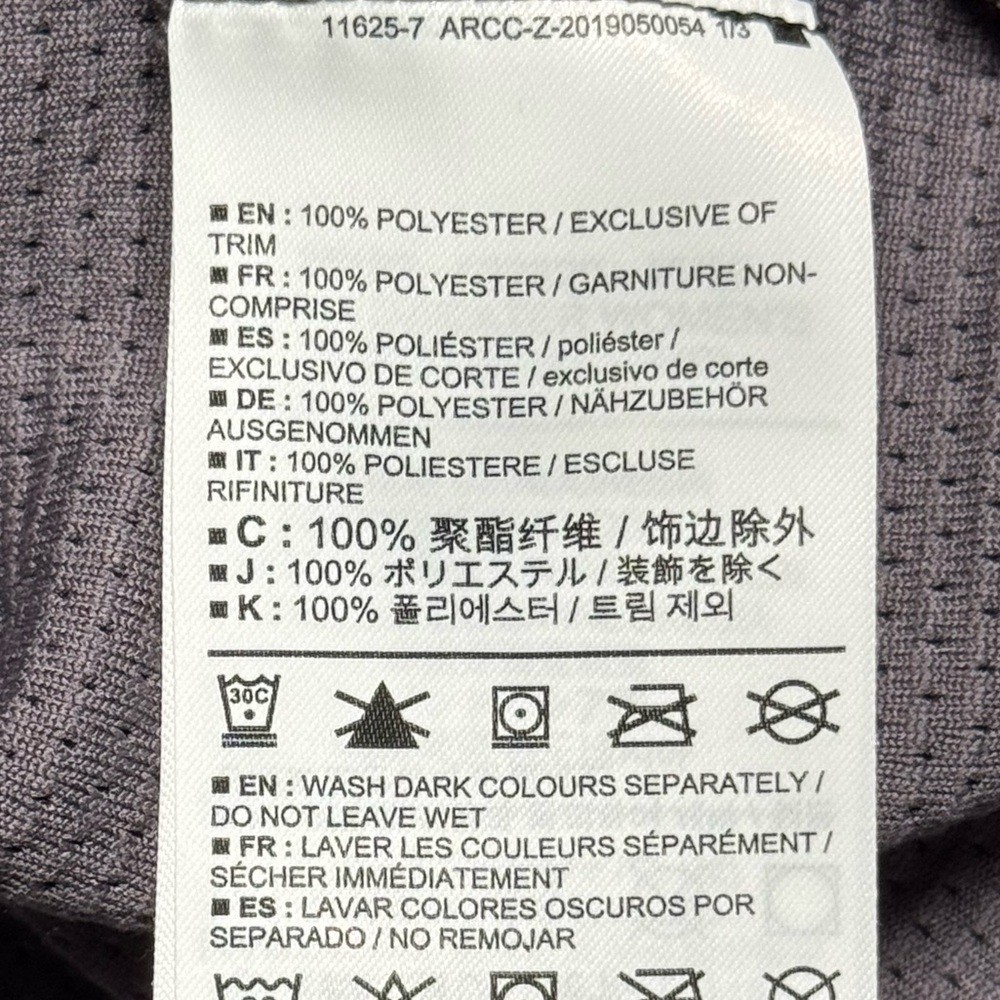 11625-7 ARCC-Z-2019050054 1/3
EN : 100% POLYESTER / EXCLUSIVE OF
TRIM
FR : 100% POLYESTER / GARNITURE NON-
COMPRISE
ES : 100% POLIÉSTER / poliéster /
EXCLUSIVO DE CORTE / exclusivo de corte
DE : 100% POLYESTER / NÄHZUBEHÖR
AUSGENOMMEN
IT : 100% POLIESTERE / ESCLUSE
RIFINITURE
C : 100% 聚酯纤维 / 饰边除外
J : 100% ポリエステル / 装飾を除く
K : 100% 폴리에스터 / 트림 제외
30C
EN : WASH DARK COLOURS SEPARATELY /
DO NOT LEAVE WET
FR : LAVER LES COULEURS SÉPARÉMENT /
SÉCHER IMMÉDIATEMENT
ES : LAVAR COLORES OSCUROS POR
SEPARADO / NO REMOJAR